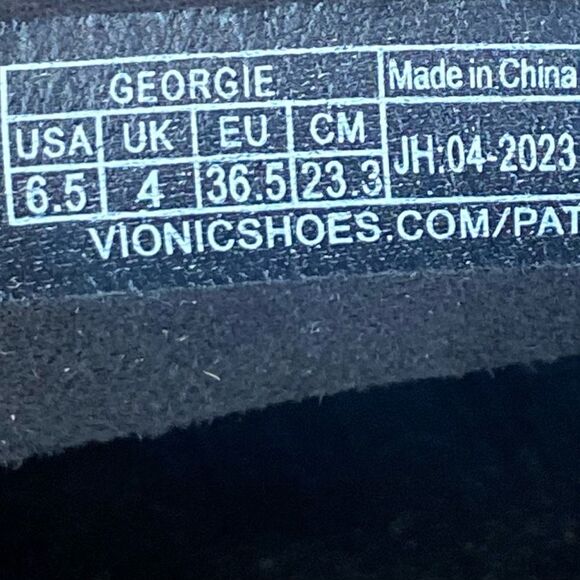 GEORGIE Made in China
USA UK EU CM
6.5 4 36.5 23.3 JH:04-2023
VIONICSHOES.COM/PAT